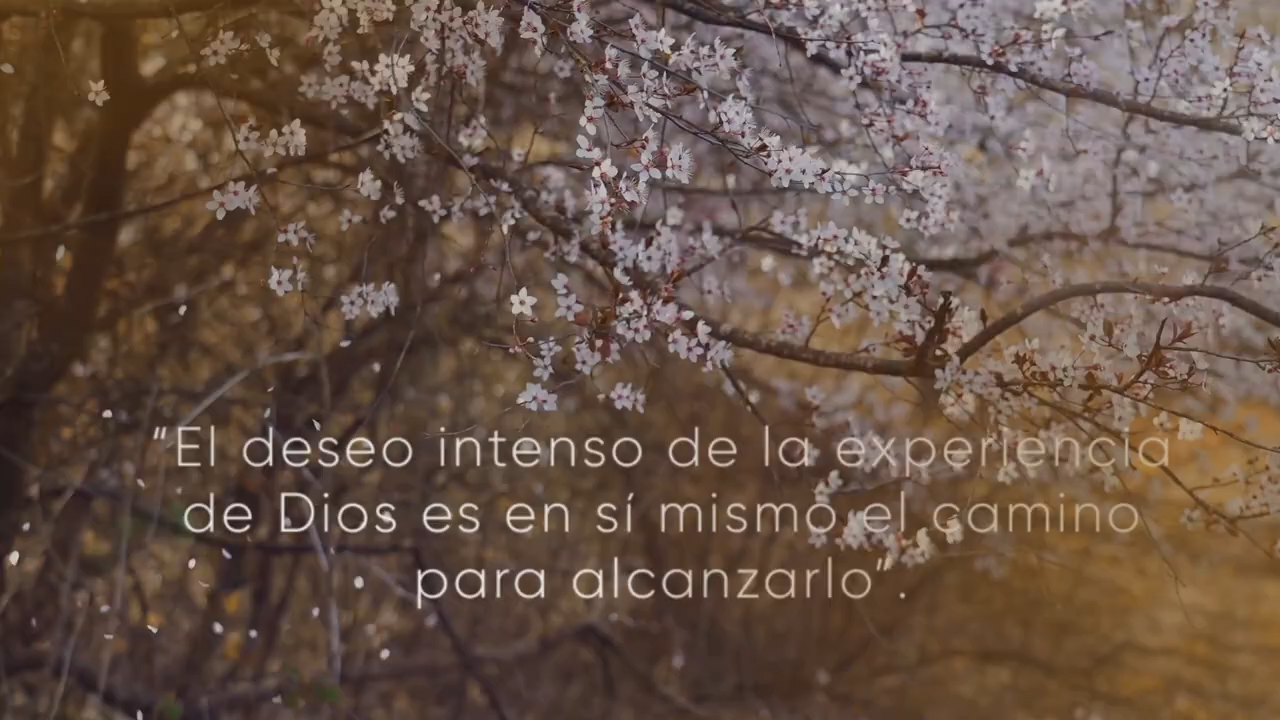 “El deseo intenso de la experiencia
de Dios es en sí mismo el camino
para alcanzarlo”.